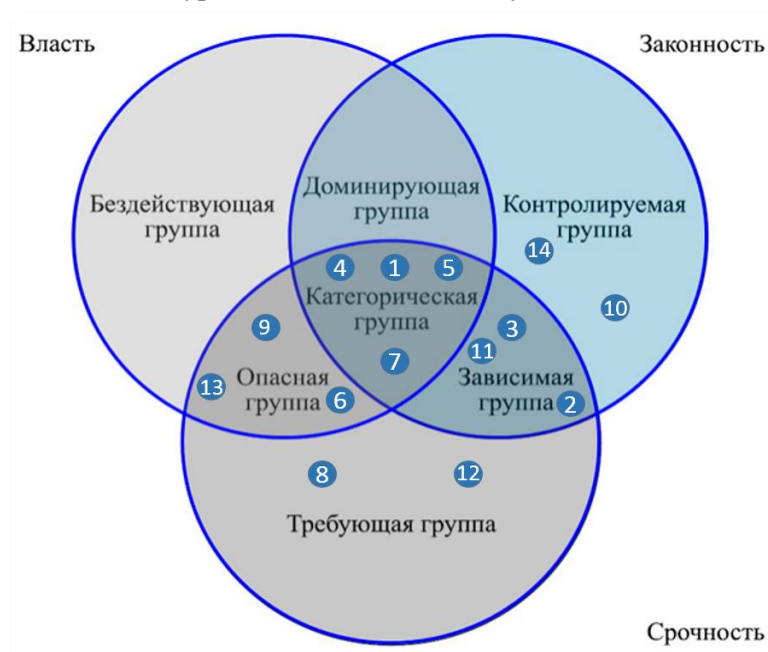 Власть
Законность
Доминирующая
группа
Бездействующая
группа
Контролируемая
группа
14
4
1
5
Категорическая
группа
10
9
3
11
7
Опасная
группа
13
6
Зависимая
группа
2
8
12
Требующая группа
Срочность